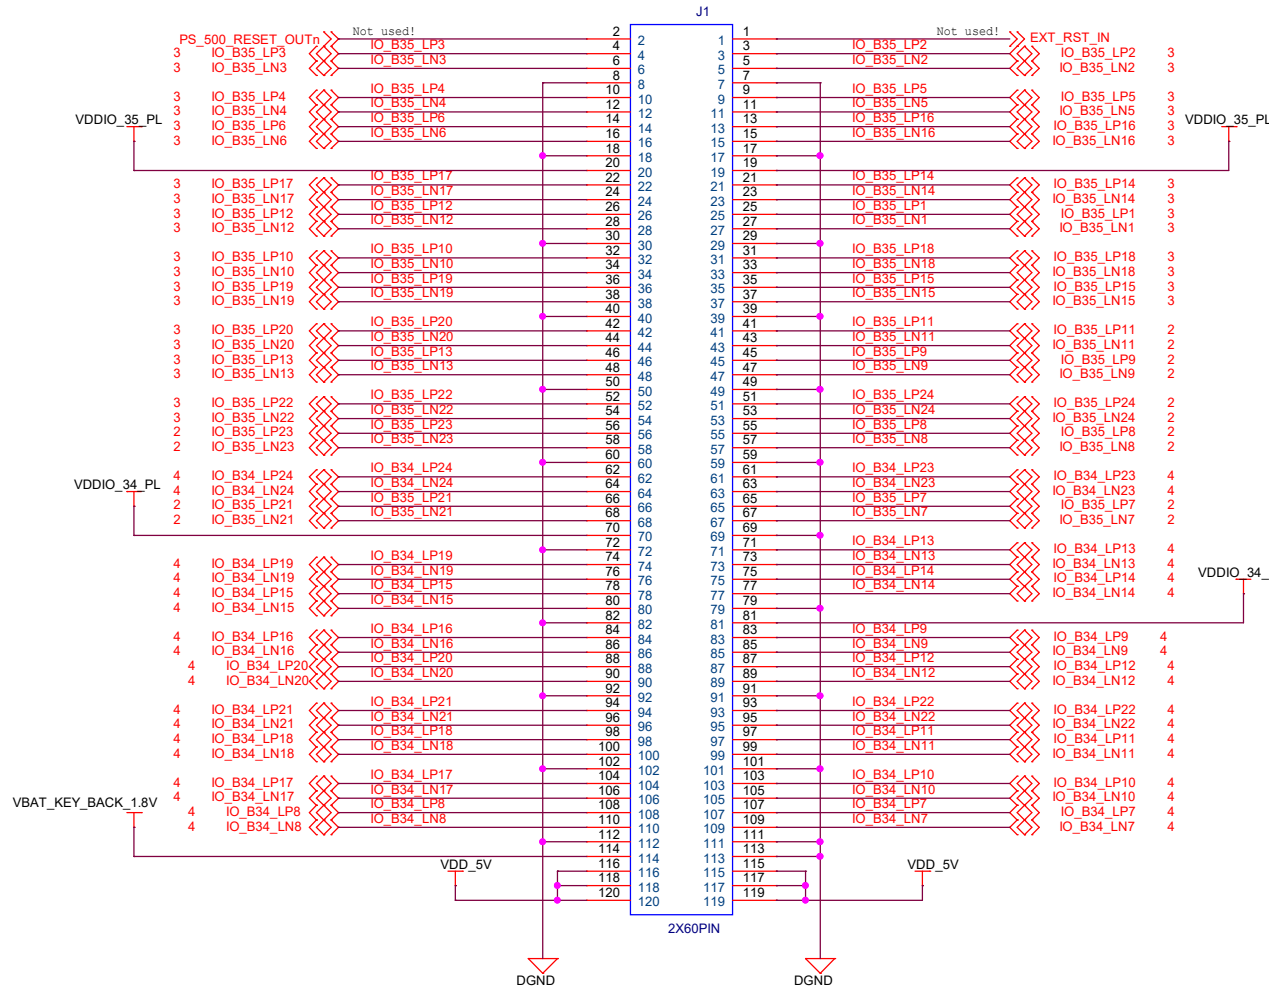 J1
PS_500_RESET_OUTn Not used! 2 2 1 1 Not used! EXT_RST_IN
3 IO_B35_LP3 IO_B35_LP3 4 4 3 3 IO_B35_LP2 IO_B35_LP2 3
3 IO_B35_LN3 IO_B35_LN3 6 6 5 5 IO_B35_LN2 IO_B35_LN2 3
8 8 7 7
3 IO_B35_LP4 IO_B35_LP4 10 10 9 9 IO_B35_LP5 IO_B35_LP5 3
3 IO_B35_LN4 IO_B35_LN4 12 12 11 11 IO_B35_LN5 IO_B35_LN5 3
VDDIO_35_PL 3 IO_B35_LP6 IO_B35_LP6 14 14 13 13 IO_B35_LP16 IO_B35_LP16 3 VDDIO_35_PL
3 IO_B35_LN6 IO_B35_LN6 16 16 15 15 IO_B35_LN16 IO_B35_LN16 3
18 18 17 17
20 20 19 19
3 IO_B35_LP17 IO_B35_LP17 22 22 21 21 IO_B35_LP14 IO_B35_LP14 3
3 IO_B35_LN17 IO_B35_LN17 24 24 23 23 IO_B35_LN14 IO_B35_LN14 3
3 IO_B35_LP12 IO_B35_LP12 26 26 25 25 IO_B35_LP1 IO_B35_LP1 3
3 IO_B35_LN12 IO_B35_LN12 28 28 27 27 IO_B35_LN1 IO_B35_LN1 3
30 30 29 29
3 IO_B35_LP10 IO_B35_LP10 32 32 31 31 IO_B35_LP18 IO_B35_LP18 3
3 IO_B35_LN10 IO_B35_LN10 34 34 33 33 IO_B35_LN18 IO_B35_LN18 3
3 IO_B35_LP19 IO_B35_LP19 36 36 35 35 IO_B35_LP15 IO_B35_LP15 3
3 IO_B35_LN19 IO_B35_LN19 38 38 37 37 IO_B35_LN15 IO_B35_LN15 3
40 40 39 39
3 IO_B35_LP20 IO_B35_LP20 42 42 41 41 IO_B35_LP11 IO_B35_LP11 2
3 IO_B35_LN20 IO_B35_LN20 44 44 43 43 IO_B35_LN11 IO_B35_LN11 2
3 IO_B35_LP13 IO_B35_LP13 46 46 45 45 IO_B35_LP9 IO_B35_LP9 2
3 IO_B35_LN13 IO_B35_LN13 48 48 47 47 IO_B35_LN9 IO_B35_LN9 2
50 50 49 49
3 IO_B35_LP22 IO_B35_LP22 52 52 51 51 IO_B35_LP24 IO_B35_LP24 2
3 IO_B35_LN22 IO_B35_LN22 54 54 53 53 IO_B35_LN24 IO_B35_LN24 2
2 IO_B35_LP23 IO_B35_LP23 56 56 55 55 IO_B35_LP8 IO_B35_LP8 2
2 IO_B35_LN23 IO_B35_LN23 58 58 57 57 IO_B35_LN8 IO_B35_LN8 2
60 60 59 59
4 IO_B34_LP24 IO_B34_LP24 62 62 61 61 IO_B34_LP23 IO_B34_LP23 4
VDDIO_34_PL 4 IO_B34_LN24 IO_B34_LN24 64 64 63 63 IO_B34_LN23 IO_B34_LN23 4
2 IO_B35_LP21 IO_B35_LP21 66 66 65 65 IO_B35_LP7 IO_B35_LP7 2
2 IO_B35_LN21 IO_B35_LN21 68 68 67 67 IO_B35_LN7 IO_B35_LN7 2
70 70 69 69
72 72 71 71 IO_B34_LP13 IO_B34_LP13 4
4 IO_B34_LP19 IO_B34_LP19 74 74 73 73 IO_B34_LN13 IO_B34_LN13 4
4 IO_B34_LN19 IO_B34_LN19 76 76 75 75 IO_B34_LP14 IO_B34_LP14 4 VDDIO_34_
4 IO_B34_LP15 IO_B34_LP15 78 78 77 77 IO_B34_LN14 IO_B34_LN14 4
4 IO_B34_LN15 IO_B34_LN15 80 80 79 79
82 82 81 81
4 IO_B34_LP16 IO_B34_LP16 84 84 83 83 IO_B34_LP9 IO_B34_LP9 4
4 IO_B34_LN16 IO_B34_LN16 86 86 85 85 IO_B34_LN9 IO_B34_LN9 4
4 IO_B34_LP20 IO_B34_LP20 88 88 87 87 IO_B34_LP12 IO_B34_LP12 4
4 IO_B34_LN20 IO_B34_LN20 90 90 89 89 IO_B34_LN12 IO_B34_LN12 4
92 92 91 91
4 IO_B34_LP21 IO_B34_LP21 94 94 93 93 IO_B34_LP22 IO_B34_LP22 4
4 IO_B34_LN21 IO_B34_LN21 96 96 95 95 IO_B34_LN22 IO_B34_LN22 4
4 IO_B34_LP18 IO_B34_LP18 98 98 97 97 IO_B34_LP11 IO_B34_LP11 4
4 IO_B34_LN18 IO_B34_LN18 100 100 99 99 IO_B34_LN11 IO_B34_LN11 4
102 102 101 101
4 IO_B34_LP17 IO_B34_LP17 104 104 103 103 IO_B34_LP10 IO_B34_LP10 4
VBAT_KEY_BACK_1.8V 4 IO_B34_LN17 IO_B34_LN17 106 106 105 105 IO_B34_LN10 IO_B34_LN10 4
4 IO_B34_LP8 IO_B34_LP8 108 108 107 107 IO_B34_LP7 IO_B34_LP7 4
4 IO_B34_LN8 IO_B34_LN8 110 110 109 109 IO_B34_LN7 IO_B34_LN7 4
112 112 111 111
114 114 113 113
VDD_5V 116 116 115 115 VDD_5V
118 118 117 117
120 120 119 119
2X60PIN
DGND DGND